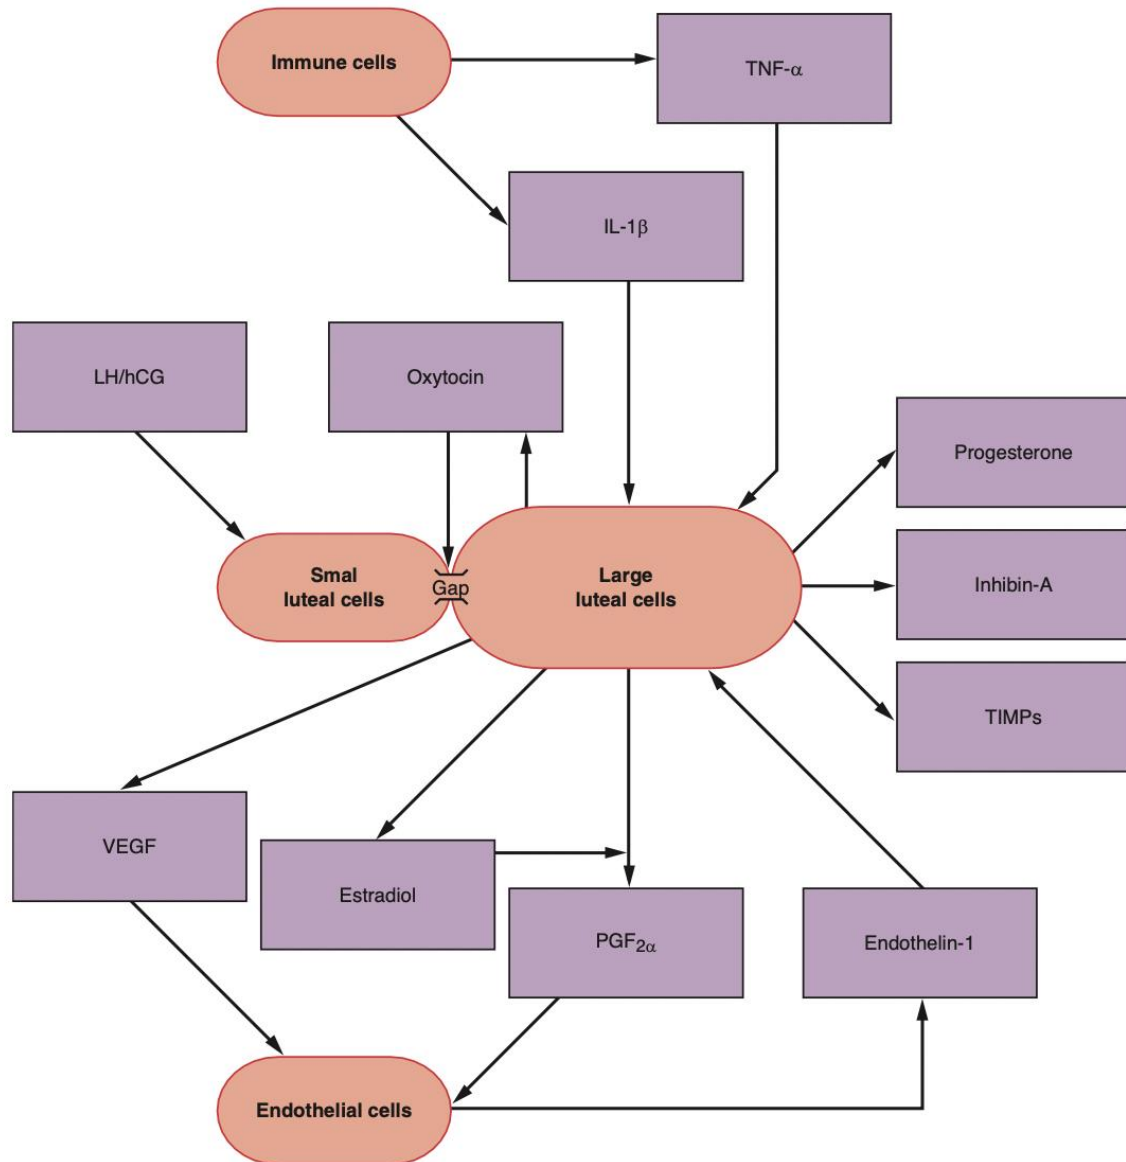 Immune cells
TNF-α
IL-1β
LH/hCG
Oxytocin
Progesterone
Smal
luteal cells
Gap
Large
luteal cells
Inhibin-A
TIMPs
VEGF
Estradiol
PGF2α
Endothelin-1
Endothelial cells